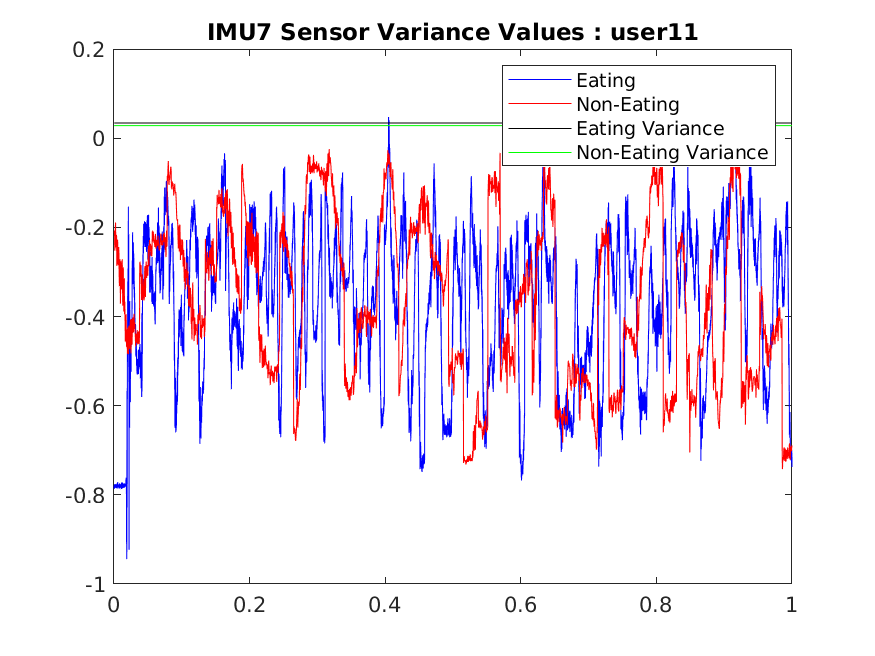 IMU7 Sensor Variance Values : user11
Eating
Non-Eating
Eating Variance
Non-Eating Variance
0.2
0
-0.2
-0.4
-0.6
-0.8
-1
0 0.2 0.4 0.6 0.8 1